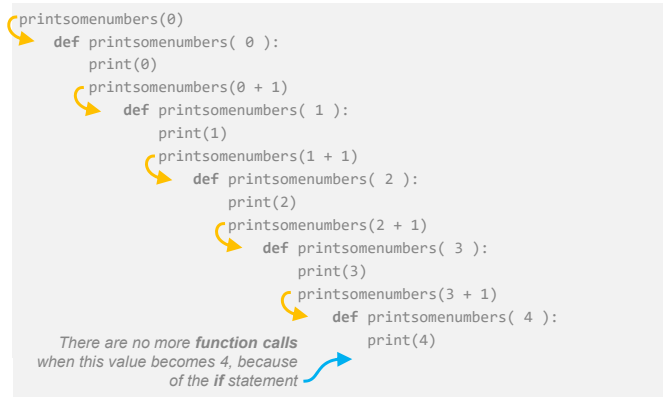 printsomenumbers(0)
def printsomenumbers( 0 ):
print(0)
printsomenumbers(0 + 1)
def printsomenumbers( 1 ):
print(1)
printsomenumbers(1 + 1)
def printsomenumbers( 2 ):
print(2)
printsomenumbers(2 + 1)
def printsomenumbers( 3 ):
print(3)
printsomenumbers(3 + 1)
def printsomenumbers( 4 ):
print(4)
There are no more function calls
when this value becomes 4, because
of the if statement